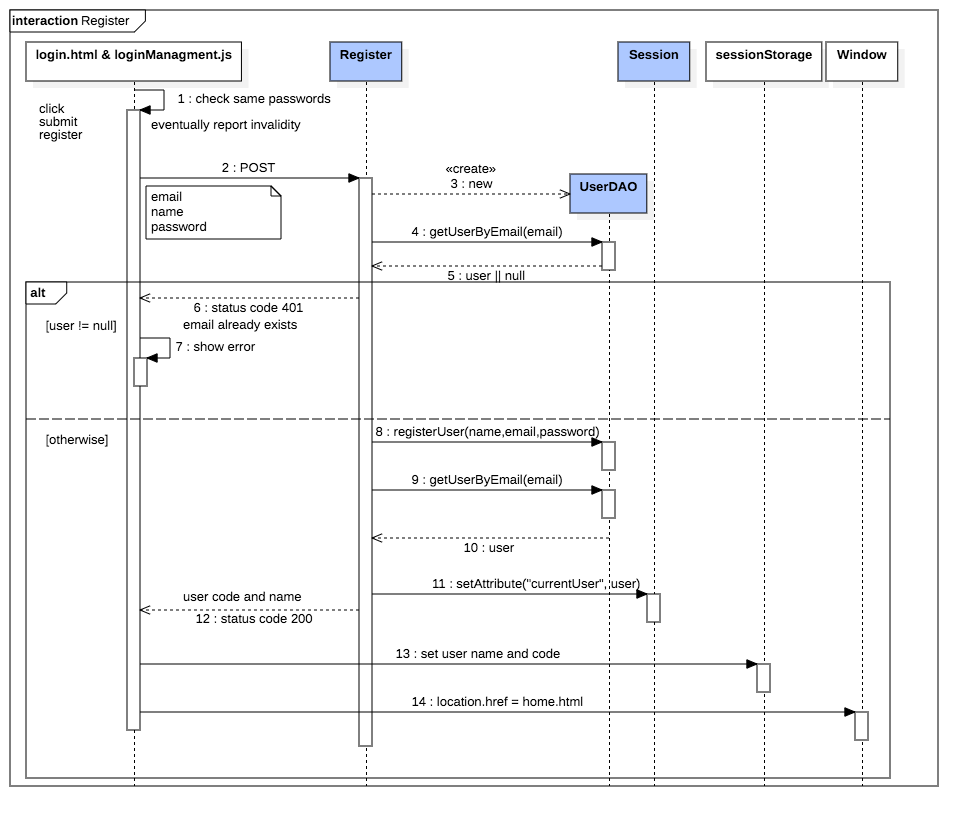 interaction Register
login.html & loginManagment.js
Register
Session
sessionStorage
Window
1 : check same passwords
click
submit
register
eventually report invalidity
2 : POST
«create»
3 : new
UserDAO
email
name
password
4 : getUserByEmail(email)
5 : user || null
alt
6 : status code 401
email already exists
[user != null]
7 : show error
8 : registerUser(name,email,password)
[otherwise]
9 : getUserByEmail(email)
10 : user
11 : setAttribute("currentUser", user)
user code and name
12 : status code 200
13 : set user name and code
14 : location.href = home.html